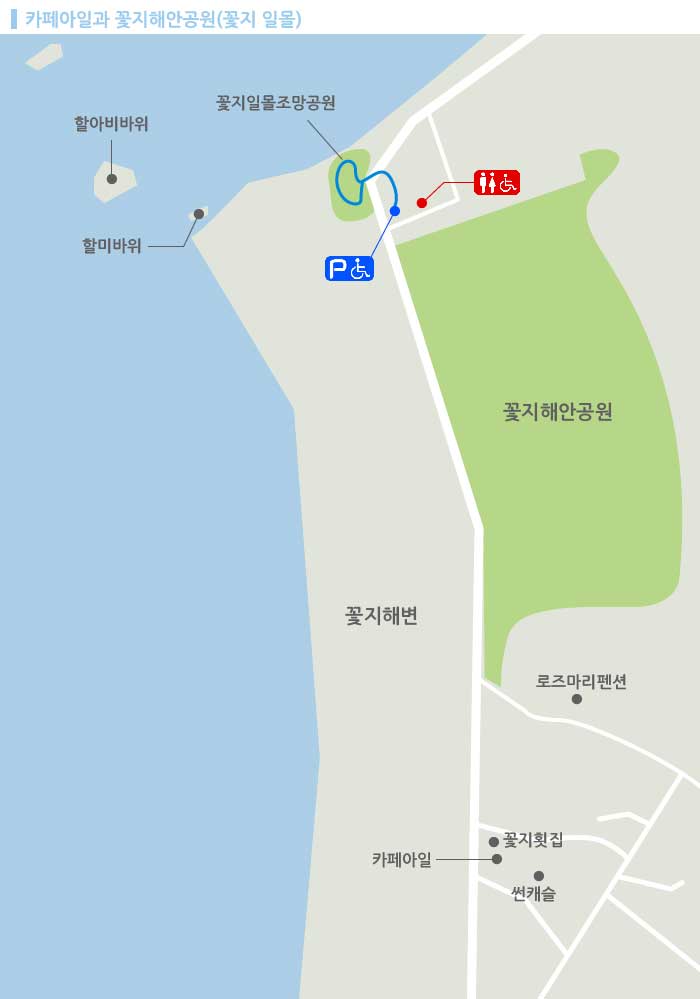 카페아일과 꽃지해안공원(꽃지 일몰)
꽃지일몰조망공원
할아비바위
할미바위
P
꽃지해안공원
꽃지해변
로즈마리펜션
꽃지횟집
카페아일
썬캐슬